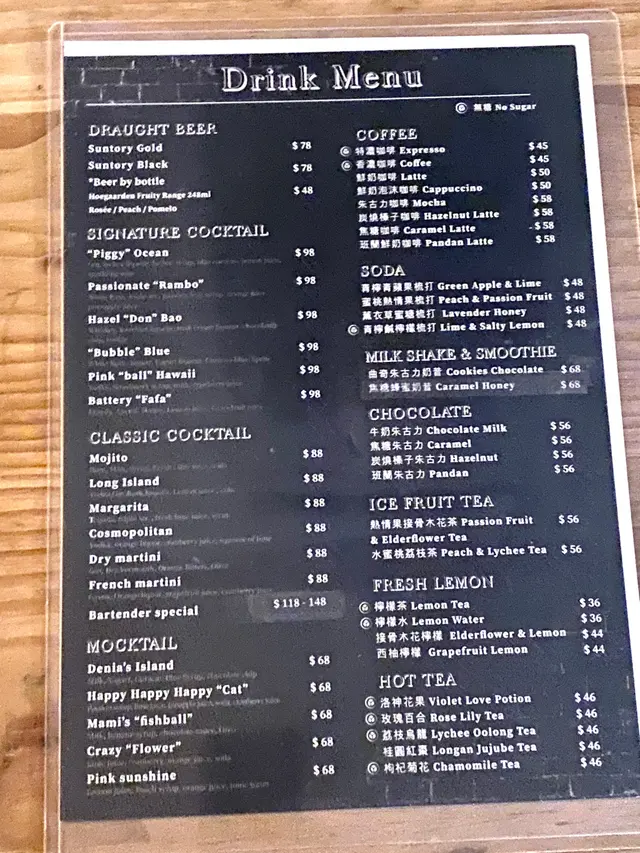 Drink Menu
無糖 No Sugar
DRAUGHT BEER
Suntory Gold $78
Suntory Black $78
*Beer by bottle $48
Hoegaarden Fruity Range 248ml
Rosée / Peach / Pomelo
SIGNATURE COCKTAIL
“Piggy” Ocean $98
Passionate “Rambo” $98
Hazel “Don” Bao $98
“Bubble” Blue $98
Pink “ball” Hawaii $98
Battery “Fafa” $98
CLASSIC COCKTAIL
Mojito $88
Long Island $88
Margarita $88
Cosmopolitan $88
Dry martini $88
French martini $88
Bartender special $118 - 148
MOCKTAIL
Denia's Island $68
Happy Happy Happy “Cat” $68
Mami's “fishball” $68
Crazy “Flower” $68
Pink sunshine $68
COFFEE
特濃咖啡 Expresso $45
香濃咖啡 Coffee $45
鮮奶咖啡 Latte $50
鮮奶泡沫咖啡 Cappuccino $50
朱古力咖啡 Mocha $58
炭燒榛子咖啡 Hazelnut Latte $58
焦糖咖啡 Caramel Latte $58
班蘭鮮奶咖啡 Pandan Latte $58
SODA
青檸青蘋果梳打 Green Apple & Lime $48
蜜桃熱情果梳打 Peach & Passion Fruit $48
薰衣草蜜糖梳打 Lavender Honey $48
青檸鹹檸檬梳打 Lime & Salty Lemon $48
MILK SHAKE & SMOOTHIE
曲奇朱古力奶昔 Cookies Chocolate $68
焦糖蜂蜜奶昔 Caramel Honey $68
CHOCOLATE
牛奶朱古力 Chocolate Milk $56
焦糖朱古力 Caramel $56
炭燒榛子朱古力 Hazelnut $56
班蘭朱古力 Pandan $56
ICE FRUIT TEA
熱情果接骨木花茶 Passion Fruit $56
& Elderflower Tea
水蜜桃荔枝茶 Peach & Lychee Tea $56
FRESH LEMON
檸檬茶 Lemon Tea $36
檸檬水 Lemon Water $36
接骨木花檸檬 Elderflower & Lemon $44
西柚檸檬 Grapefruit Lemon $44
HOT TEA
洛神花果 Violet Love Potion $46
玫瑰百合 Rose Lily Tea $46
荔枝烏龍 Lychee Oolong Tea $46
桂圓紅棗 Longan Jujube Tea $46
枸杞菊花 Chamomile Tea $46